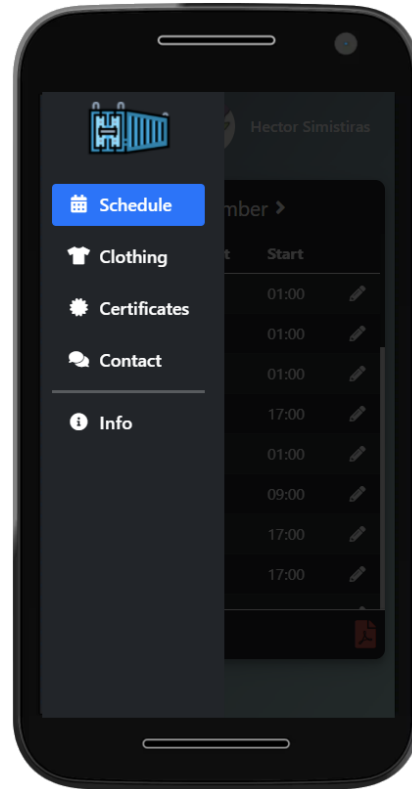 Hector Simistiras
Schedule
mber
Clothing
t Start
01:00
Certificates
01:00
Contact
01:00
17:00
Info
01:00
09:00
17:00
17:00